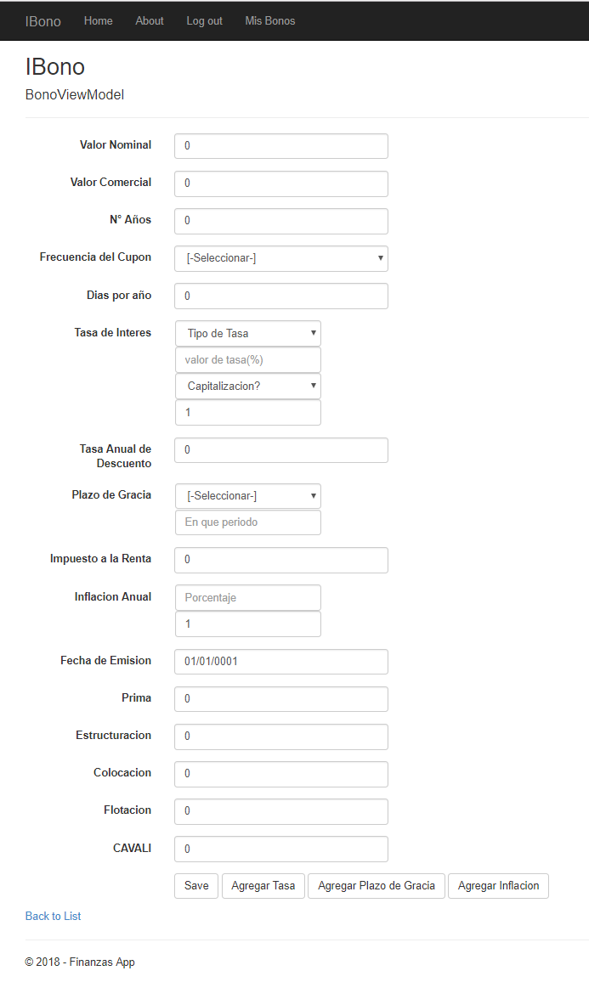 IBono Home About Log out Mis Bonos
IBono
BonoViewModel
Valor Nominal 0
Valor Comercial 0
N° Años 0
Frecuencia del Cupon [-Seleccionar-]
Dias por año 0
Tasa de Interes Tipo de Tasa
valor de tasa(%)
Capitalizacion?
1
Tasa Anual de 0
Descuento
Plazo de Gracia [-Seleccionar-]
En que periodo
Impuesto a la Renta 0
Inflacion Anual Porcentaje
1
Fecha de Emision 01/01/0001
Prima 0
Estructuracion 0
Colocacion 0
Flotacion 0
CAVALI 0
Save Agregar Tasa Agregar Plazo de Gracia Agregar Inflacion
Back to List
© 2018 - Finanzas App